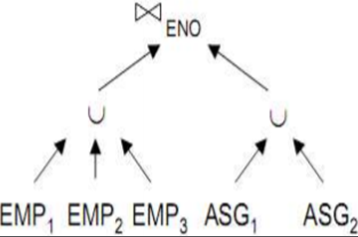 ⋈ ENO
∪ ∪
EMP₁ EMP₂ EMP₃ ASG₁ ASG₂